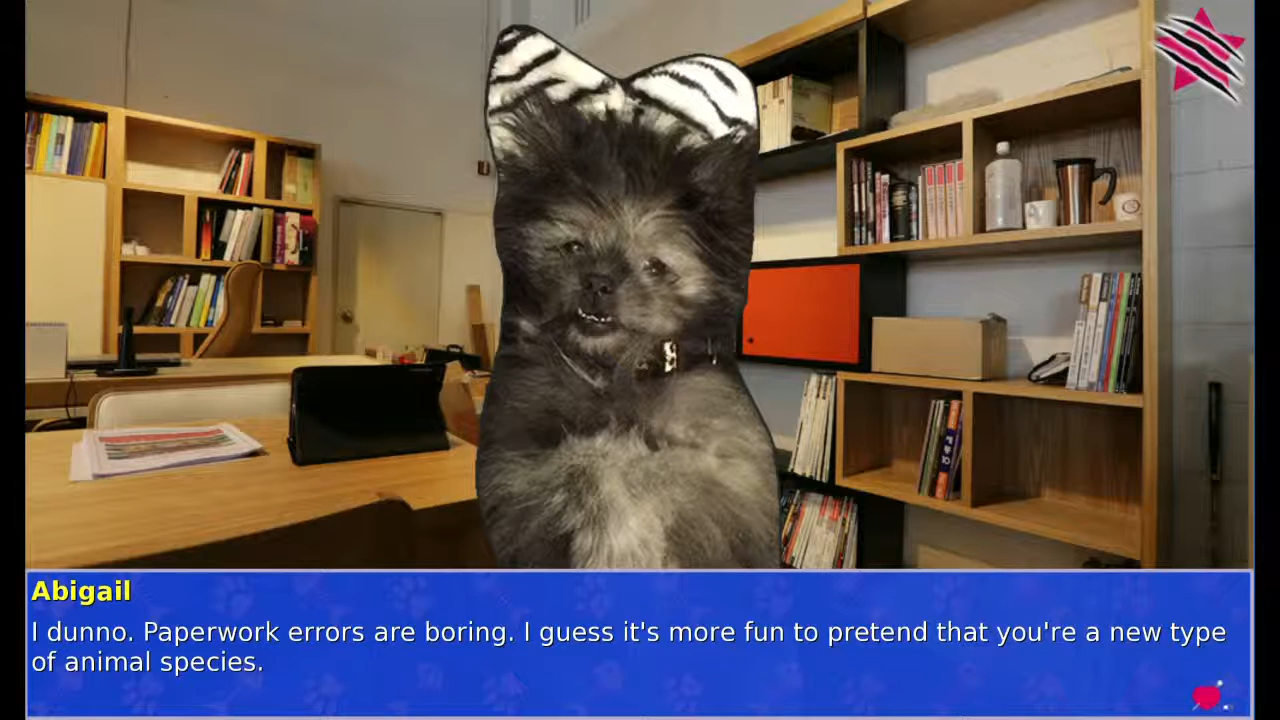 Abigail
I dunno. Paperwork errors are boring. I guess it's more fun to pretend that you're a new type
of animal species.